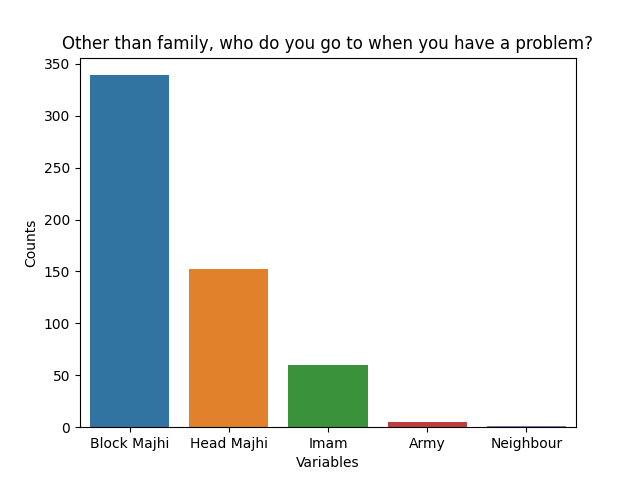 Other than family, who do you go to when you have a problem?
350
300
250
200
150
100
50
0
Counts
Block Majhi Head Majhi Imam Army Neighbour
Variables